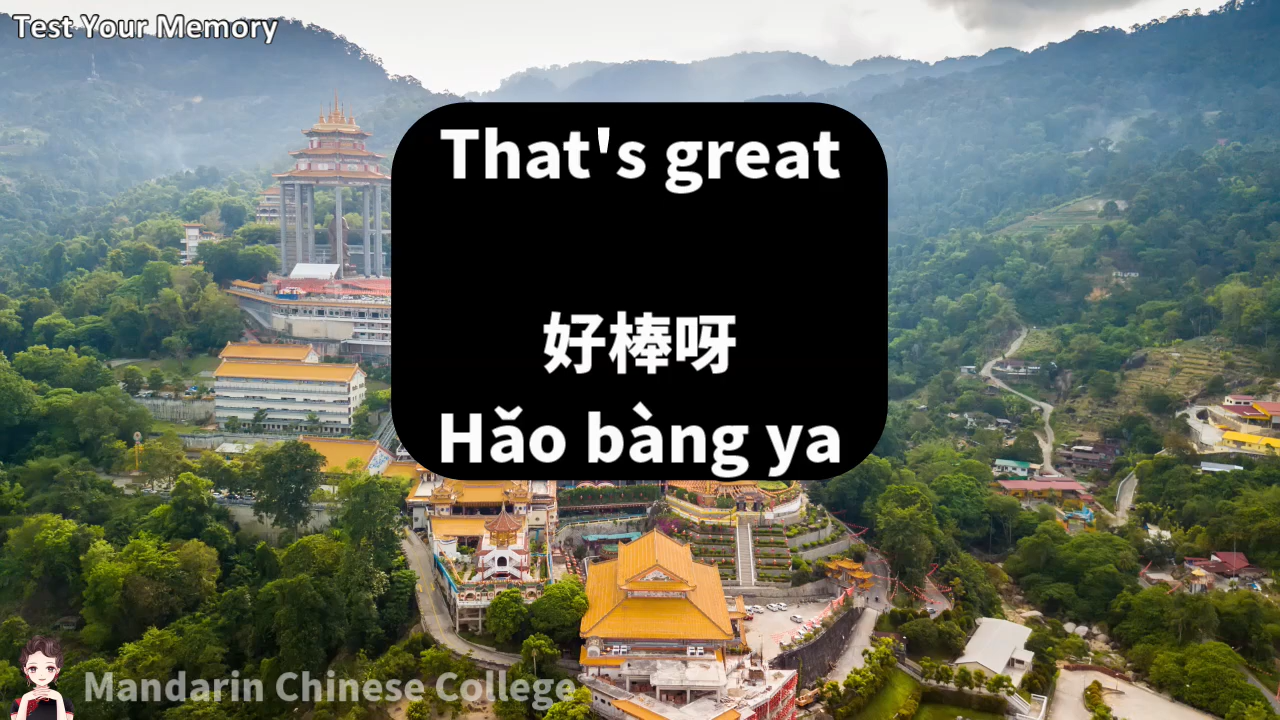 Test Your Memory
That's great
好棒呀
Hǎo bàng ya
Mandarin Chinese College